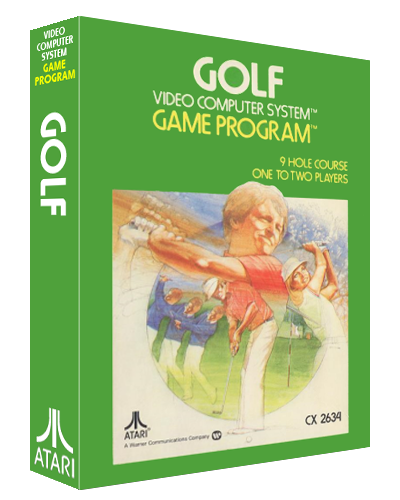 VIDEO
COMPUTER
SYSTEM
GAME
PROGRAM
GOLF
ATARI
GOLF
VIDEO COMPUTER SYSTEM™
GAME PROGRAM™
9 HOLE COURSE
ONE TO TWO PLAYERS
ATARI
A Warner Communications Company
CX 2634